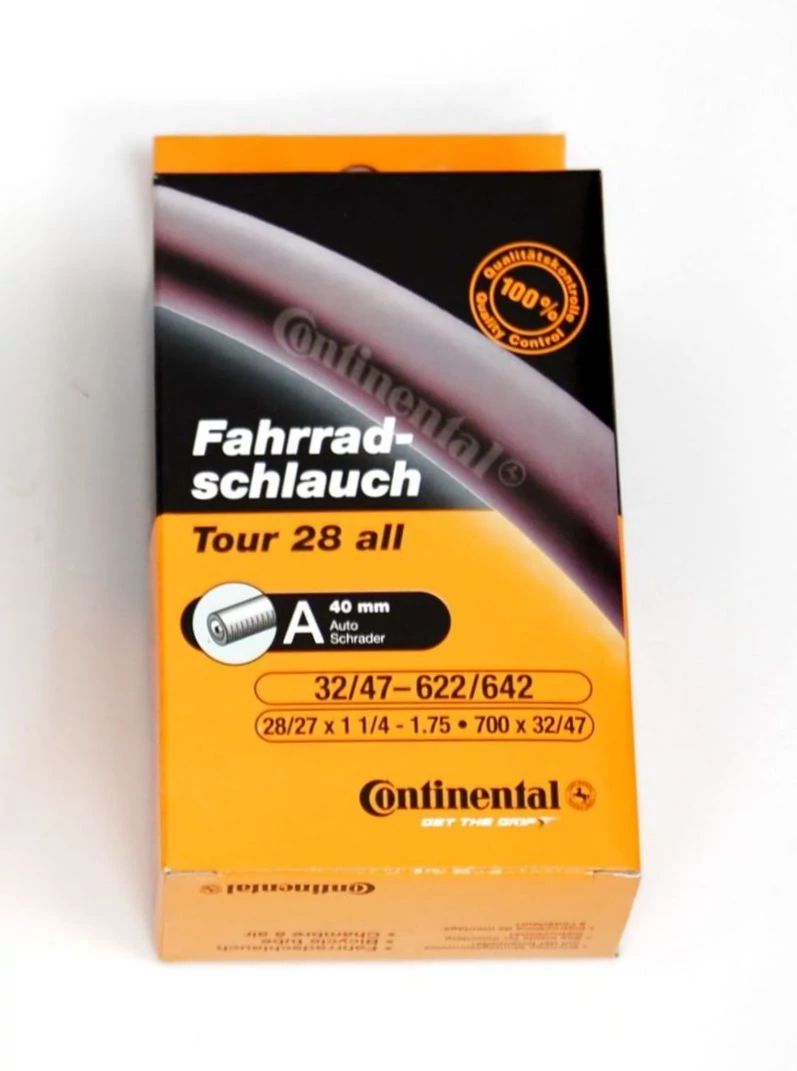 Qualitätskontrolle
100%
Quality Control
Continental
Fahrrad-
schlauch
Tour 28 all
A
40 mm
Auto
Schrader
32/47–622/642
28/27 x 1 1/4 - 1.75 • 700 x 32/47
Continental
GET THE GRIP
Continental
• Fahrradschlauch
• Bicycle tube
• Chambre à air